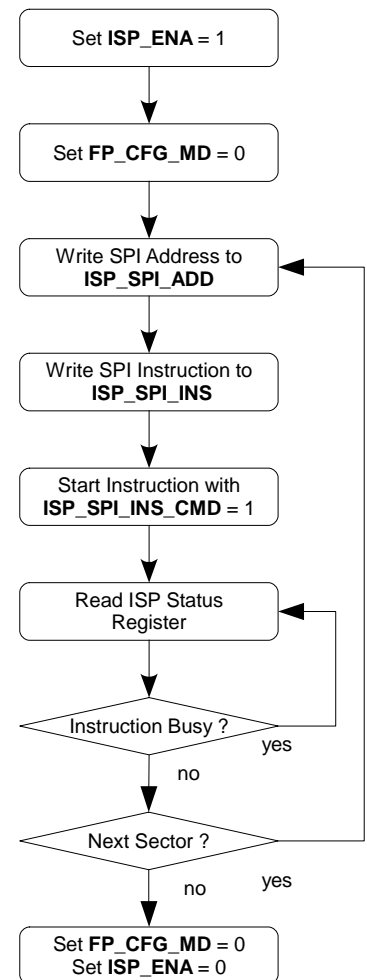 Set ISP_ENA = 1
Set FP_CFG_MD = 0
Write SPI Address to
ISP_SPI_ADD
Write SPI Instruction to
ISP_SPI_INS
Start Instruction with
ISP_SPI_INS_CMD = 1
Read ISP Status
Register
Instruction Busy ?
yes
no
Next Sector ?
yes
no
Set FP_CFG_MD = 0
Set ISP_ENA = 0